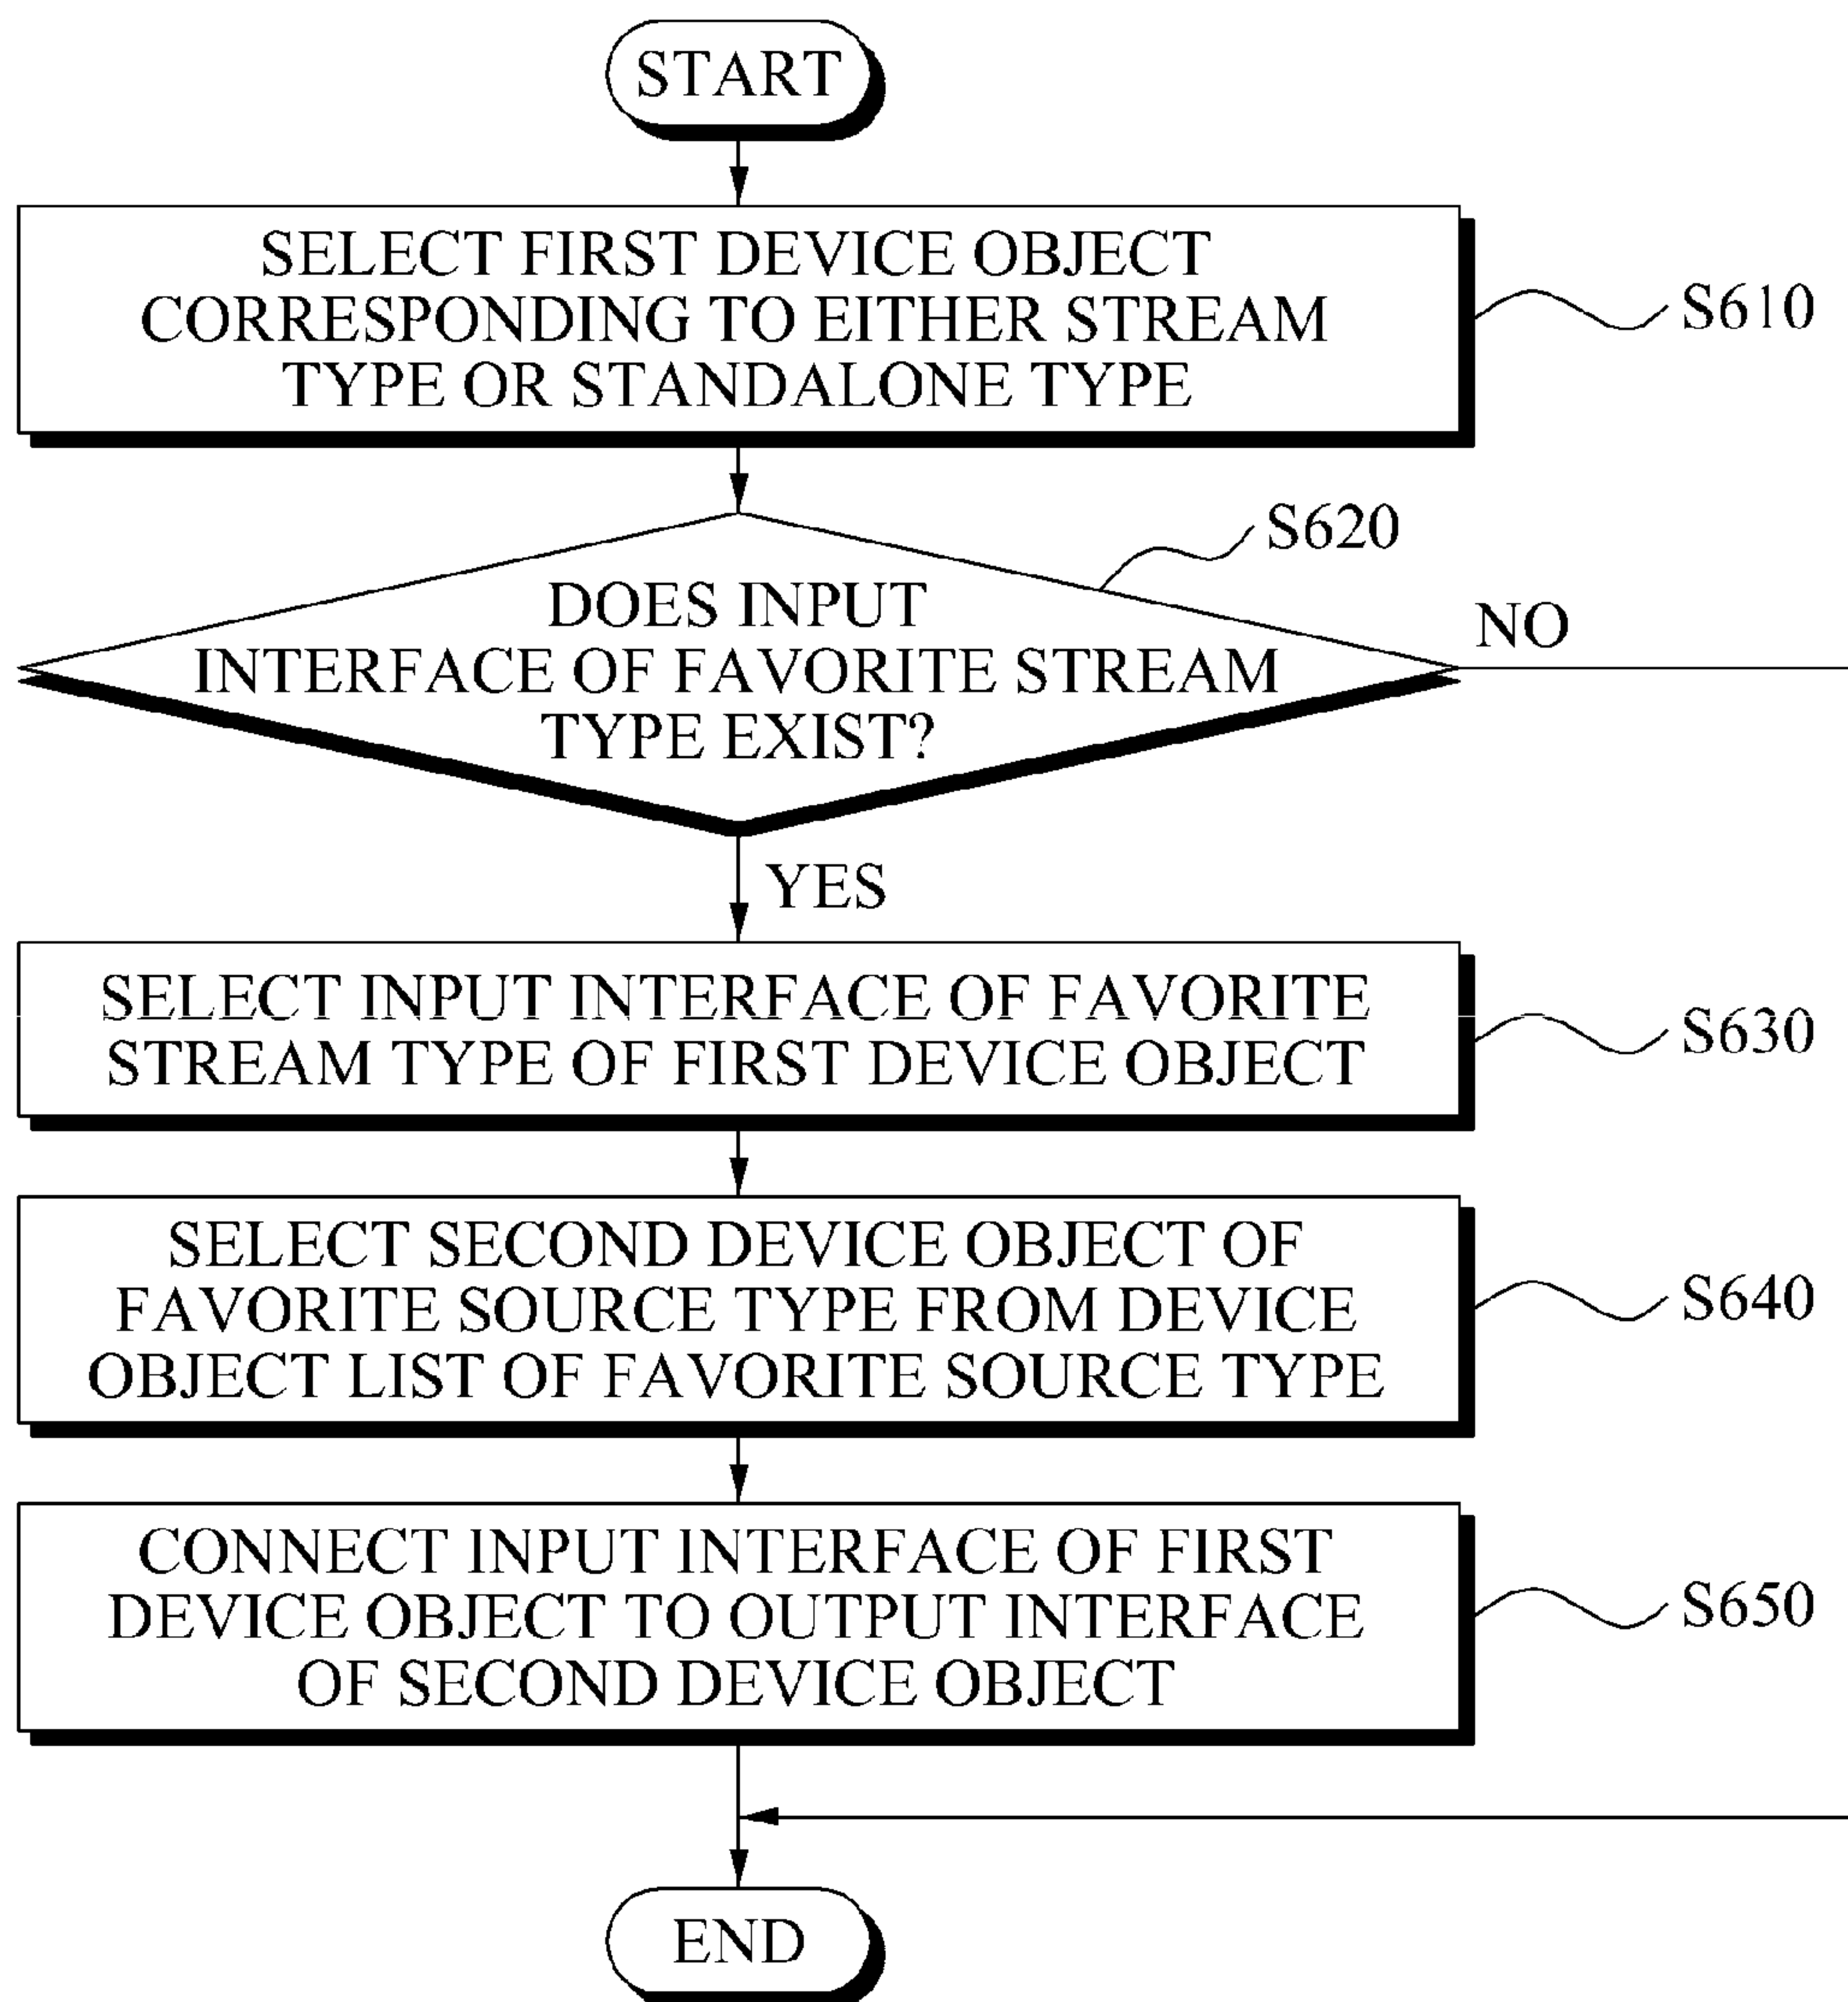 START
SELECT FIRST DEVICE OBJECT
CORRESPONDING TO EITHER STREAM
TYPE OR STANDALONE TYPE
S610
S620
DOES INPUT
INTERFACE OF FAVORITE STREAM
TYPE EXIST?
NO
YES
SELECT INPUT INTERFACE OF FAVORITE
STREAM TYPE OF FIRST DEVICE OBJECT
S630
SELECT SECOND DEVICE OBJECT OF
FAVORITE SOURCE TYPE FROM DEVICE
OBJECT LIST OF FAVORITE SOURCE TYPE
S640
CONNECT INPUT INTERFACE OF FIRST
DEVICE OBJECT TO OUTPUT INTERFACE
OF SECOND DEVICE OBJECT
S650
END